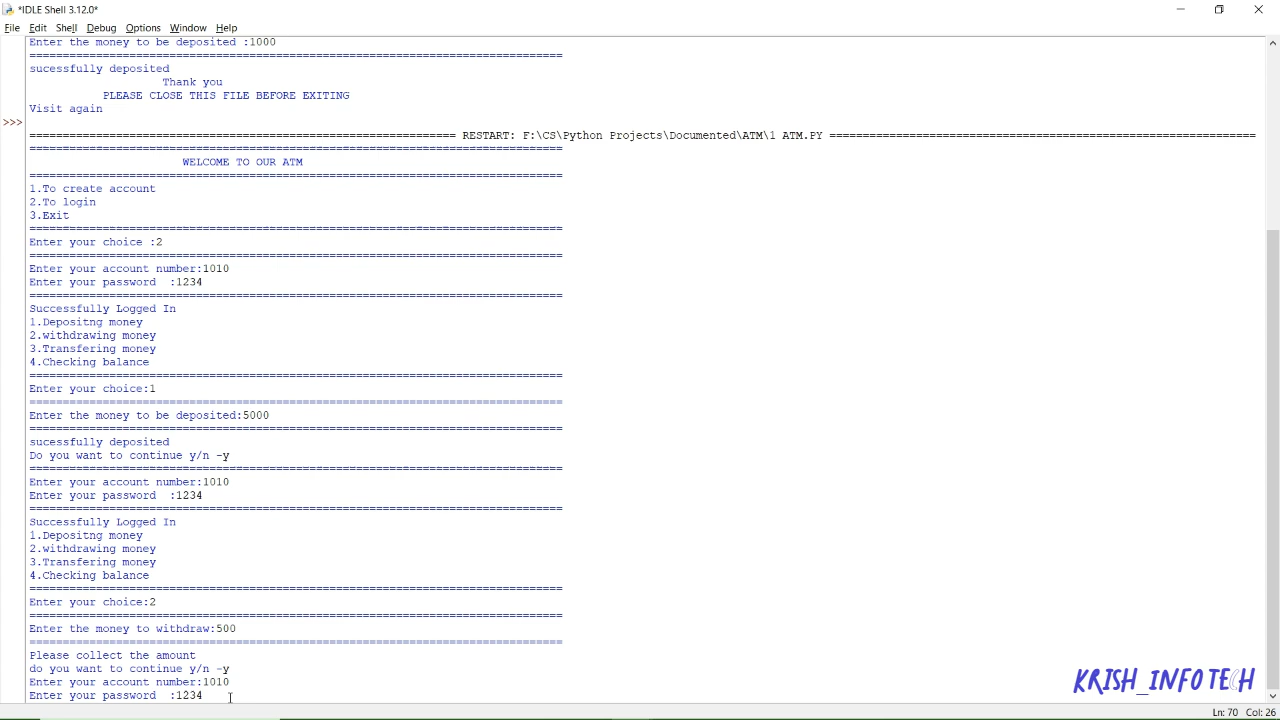 *IDLE Shell 3.12.0*
File Edit Shell Debug Options Window Help
Enter the money to be deposited :1000
================================================================================
sucessfully deposited
Thank you
PLEASE CLOSE THIS FILE BEFORE EXITING
Visit again
>>>
================================================================ RESTART: F:\CS\Python Projects\Documented\ATM\1 ATM.PY ================================================================
================================================================================
WELCOME TO OUR ATM
================================================================================
1.To create account
2.To login
3.Exit
================================================================================
Enter your choice :2
================================================================================
Enter your account number:1010
Enter your password  :1234
================================================================================
Successfully Logged In
1.Depositng money
2.withdrawing money
3.Transfering money
4.Checking balance
================================================================================
Enter your choice:1
================================================================================
Enter the money to be deposited:5000
================================================================================
sucessfully deposited
Do you want to continue y/n -y
================================================================================
Enter your account number:1010
Enter your password  :1234
================================================================================
Successfully Logged In
1.Depositng money
2.withdrawing money
3.Transfering money
4.Checking balance
================================================================================
Enter your choice:2
================================================================================
Enter the money to withdraw:500
================================================================================
Please collect the amount
do you want to continue y/n -y
Enter your account number:1010
Enter your password  :1234
KRISH_INFOTECH
Ln: 70 Col: 26